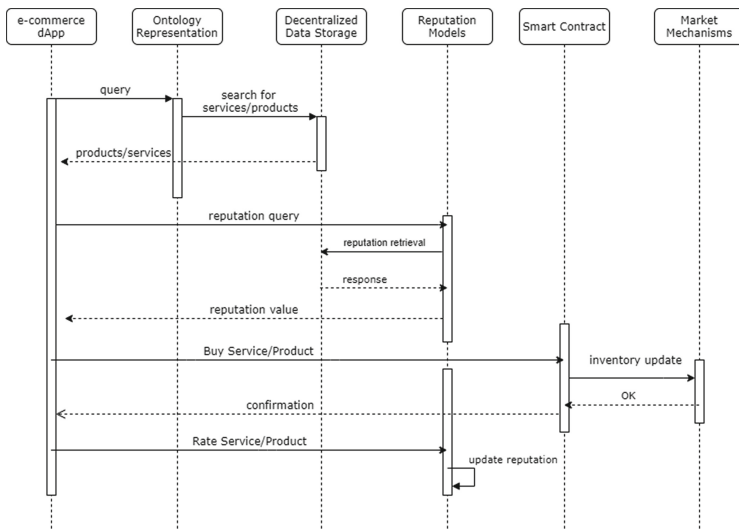 e-commerce
dApp
Ontology
Representation
Decentralized
Data Storage
Reputation
Models
Smart Contract
Market
Mechanisms
query
search for
services/products
products/services
reputation query
reputation retrieval
response
reputation value
Buy Service/Product
inventory update
OK
confirmation
Rate Service/Product
update reputation